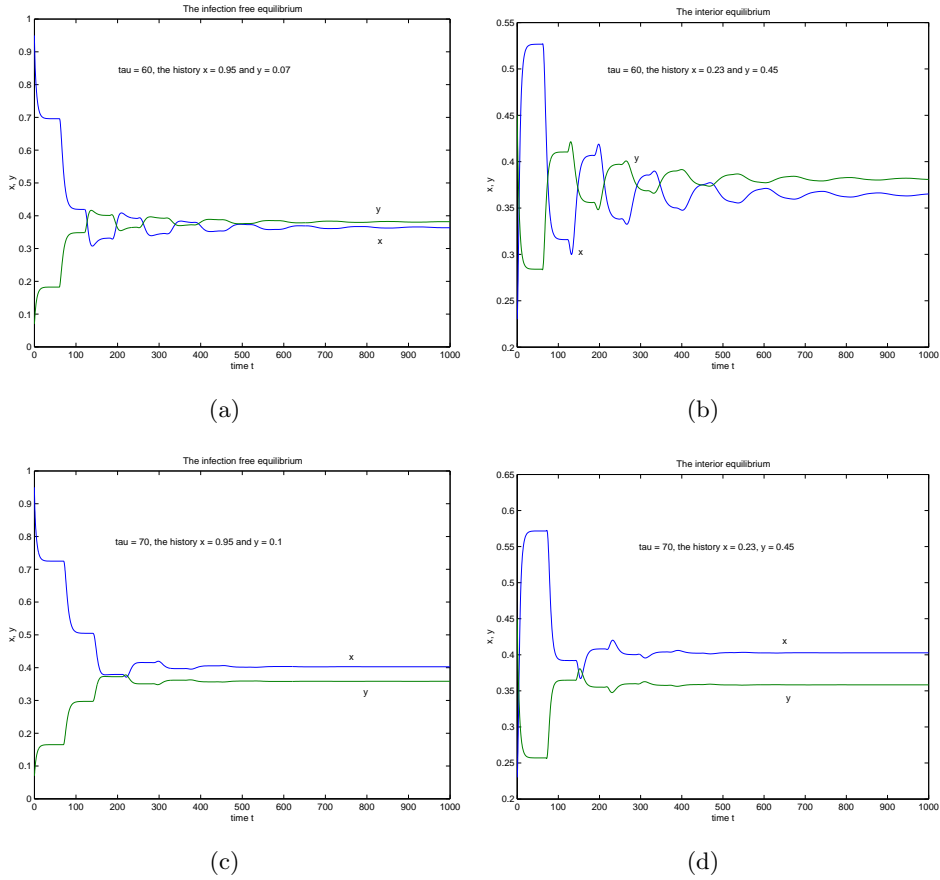 The infection free equilibrium
1
0.9
0.8
0.7
0.6
0.5
0.4
0.3
0.2
0.1
0
x, y
tau = 60, the history x = 0.95 and y = 0.07
y
x
0 100 200 300 400 500 600 700 800 900 1000
time t
(a)
The interior equilibrium
0.55
0.5
0.45
0.4
0.35
0.3
0.25
0.2
x, y
tau = 60, the history x = 0.23 and y = 0.45
y
x
0 100 200 300 400 500 600 700 800 900 1000
time t
(b)
The infection free equilibrium
1
0.9
0.8
0.7
0.6
0.5
0.4
0.3
0.2
0.1
0
x, y
tau = 70, the history x = 0.95 and y = 0.1
x
y
0 100 200 300 400 500 600 700 800 900 1000
time t
(c)
The interior equilibrium
0.65
0.6
0.55
0.5
0.45
0.4
0.35
0.3
0.25
0.2
x, y
tau = 70, the history x = 0.23, y = 0.45
x
y
0 100 200 300 400 500 600 700 800 900 1000
time t
(d)